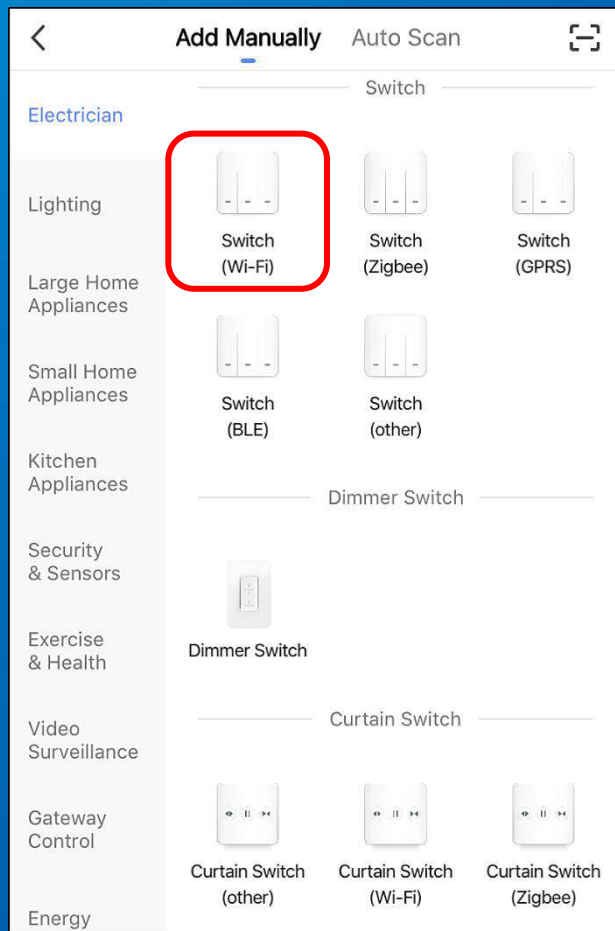 Add Manually Auto Scan
Electrician
Lighting
Large Home
Appliances
Small Home
Appliances
Kitchen
Appliances
Security
& Sensors
Exercise
& Health
Video
Surveillance
Gateway
Control
Energy
Switch
Switch
(Wi-Fi)
Switch
(Zigbee)
Switch
(GPRS)
Switch
(BLE)
Switch
(other)
Dimmer Switch
Dimmer Switch
Curtain Switch
Curtain Switch
(other)
Curtain Switch
(Wi-Fi)
Curtain Switch
(Zigbee)